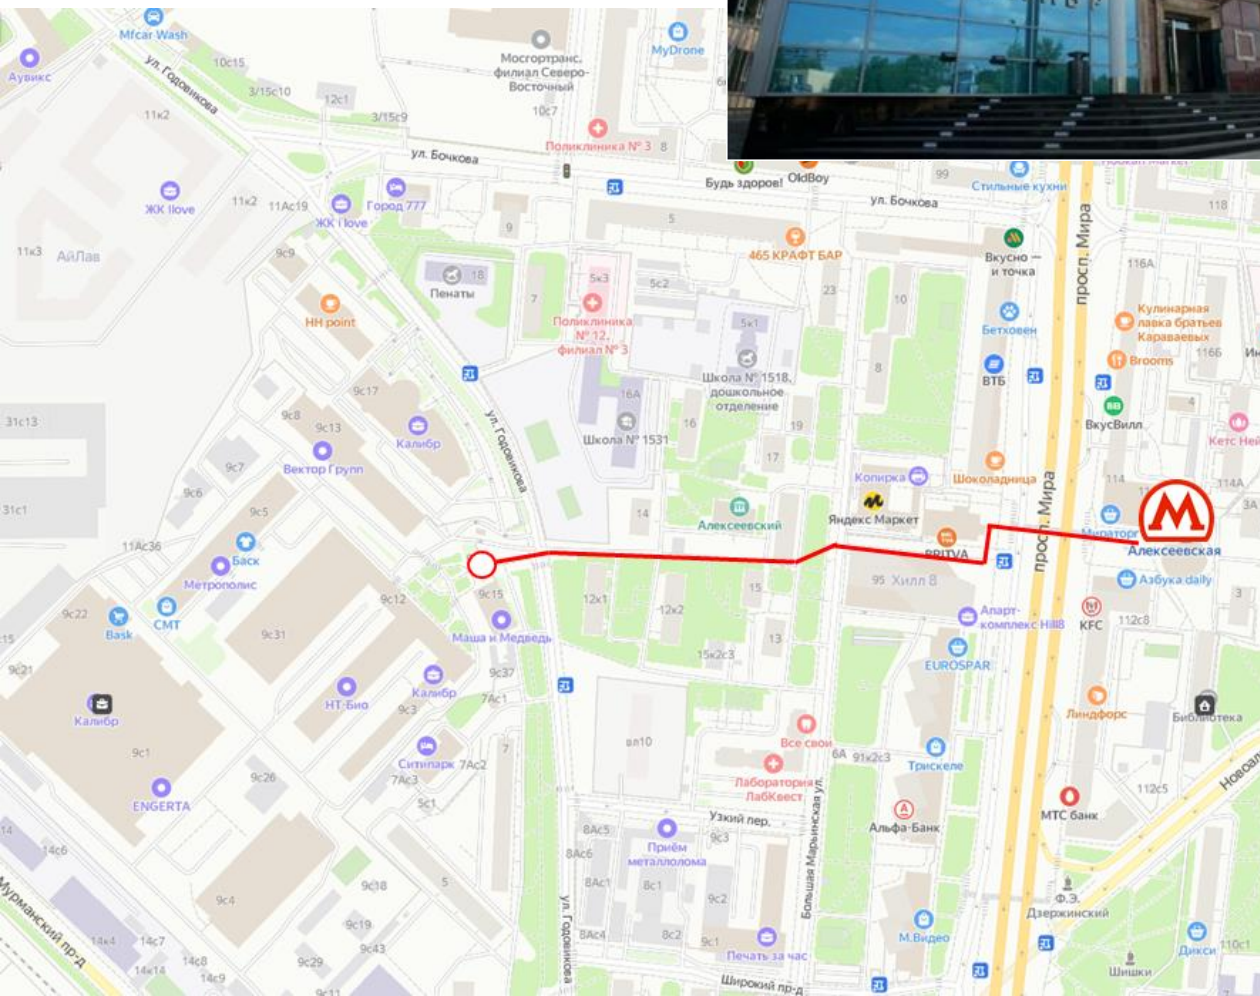 Mfcar Wash
Аувикс
10с15
ул. Годовикова
3/15с10
12с1
3/15с9
11к2
Мосгортранс,
филиал Северо-
Восточный
10с7
MyDrone
Поликлиника № 3
8
ул. Бочкова
Будь здоров!
OldBoy
99
Стильные кухни
ЖК Ilove
11к2
11Ас19
ЖК i love
Город 777
9
5
ул. Бочкова
118
11к3
АйЛав
9с9
465 КРАФТ БАР
Вкусно —
и точка
просп. Мира
116А
Пенаты
18
7
5к3
5с2
23
10
HH point
Поликлиника
№ 12,
филиал № 3
5к1
Бетховен
Кулинарная
лавка братьев
Караваевых
116Б
Brooms
Школа № 1518,
дошкольное
отделение
8
ВТБ
9с17
16А
ВкусВилл
4
31с13
9с8
9с13
Калибр
ул. Годовикова
Школа № 1531
16
19
17
Вектор Групп
9с7
9с6
Копирка
Шоколадница
114
114А
31с1
9с5
14
Алексеевский
Яндекс Маркет
просп. Мира
Мираторг
3А
Алексеевская
11Ас36
Баск
Метрополис
BRITVA
95
Хилл 8
Азбука daily
9с22
Bask
СМТ
9с12
9с15
12к1
12к2
15
Апарт-
комплекс Hill8
KFC
112с8
3
9с31
Маша и Медведь
13
15к2с3
EUROSPAR
9с21
9с37
Калибр
НТ-Био
7Ас1
9с3
Линдфорс
Библиотека
Калибр
9с1
Ситипарк
7Ас2
7Ас3
7
вл10
Все свои
6А
91к2с3
Трискеле
9с26
ENGERTA
5с1
Лаборатория
ЛабКвест
112с5
МТС банк
14
14с6
Узкий пер.
9с3
Альфа-Банк
8Ас5
8Ас6
Приём
металлолома
Большая Марьинская ул.
Мурманский пр-д
9с18
5
8Ас1
8с1
9с2
Ф.Э.
Дзержинский
9с4
9с19
ул. Годовикова
М.Видео
14к4
14с7
9с43
8Ас4
8с2
9с1
Печать за час
Дикси
110с1
14с8
14к14
14с9
9с29
9с11
Широкий пр-д
Шишки